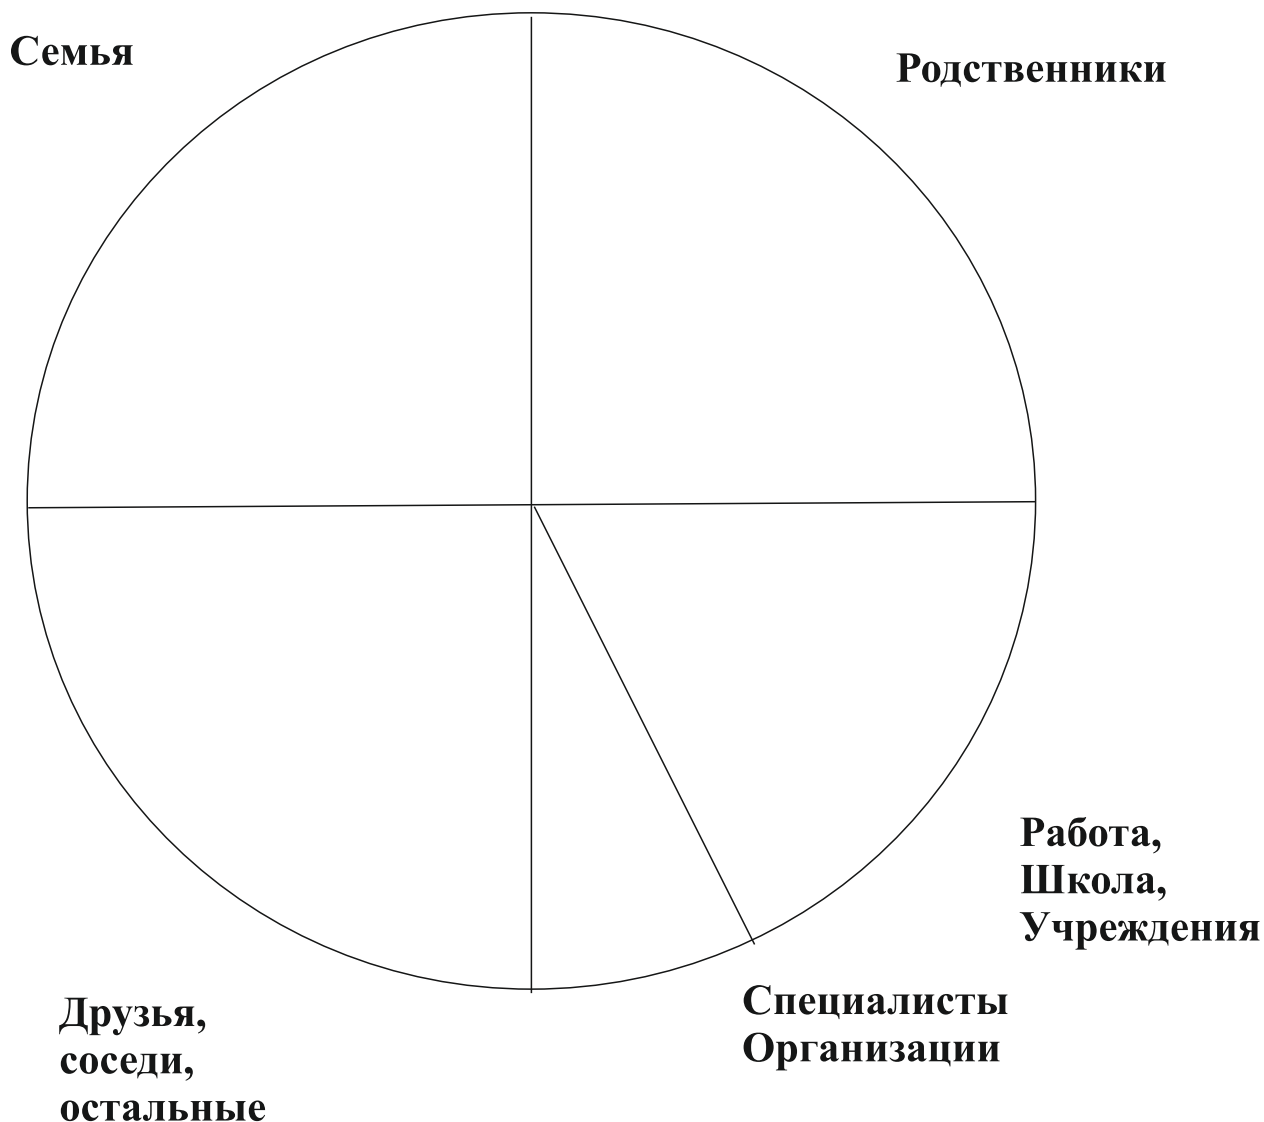 Семья
Родственники
Работа,
Школа,
Учреждения
Специалисты
Организации
Друзья,
соседи,
остальные